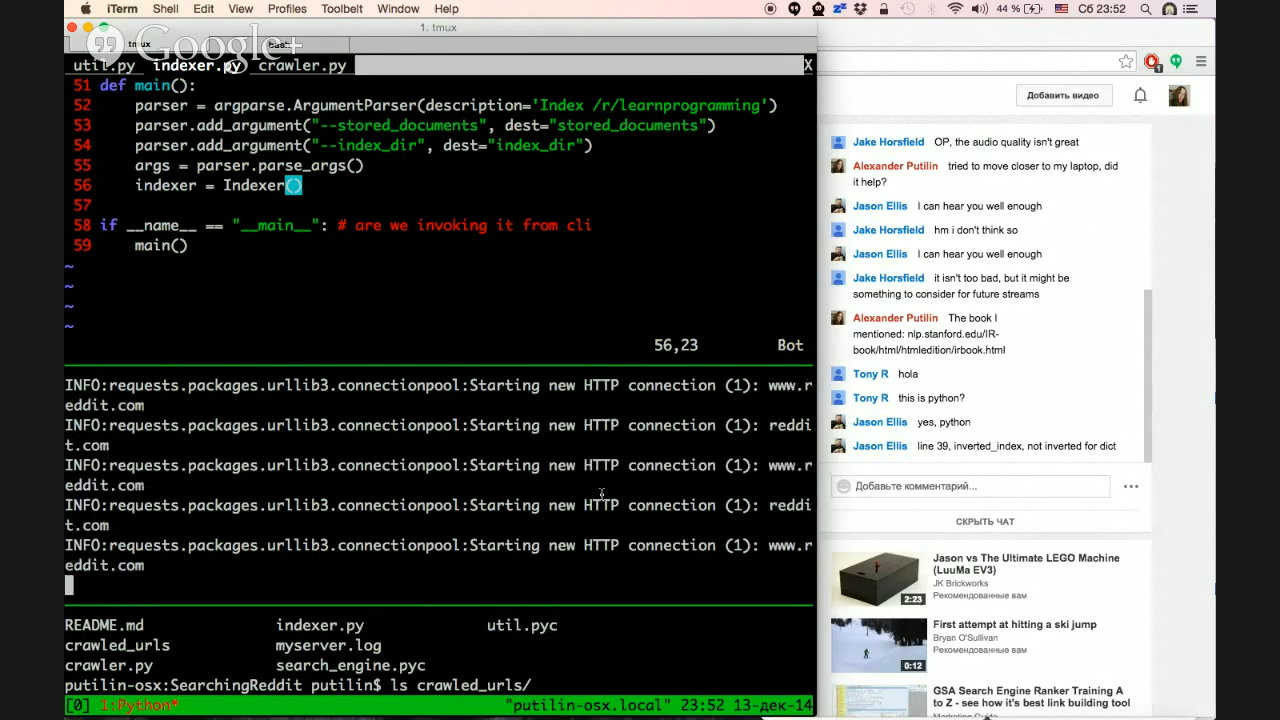 iTerm Shell Edit View Profiles Toolbelt Window Help 44 % Сб 23:52
1. tmux
Google+
tmux
util.py indexer.py crawler.py X
51 def main():
52 parser = argparse.ArgumentParser(description='Index /r/learnprogramming')
53 parser.add_argument("--stored_documents", dest="stored_documents")
54 parser.add_argument("--index_dir", dest="index_dir")
55 args = parser.parse_args()
56 indexer = Indexer()
57
58 if __name__ == "__main__": # are we invoking it from cli
59 main()
~
~
~
~
56,23 Bot
INFO:requests.packages.urllib3.connectionpool:Starting new HTTP connection (1): www.r
eddit.com
INFO:requests.packages.urllib3.connectionpool:Starting new HTTP connection (1): reddi
t.com
INFO:requests.packages.urllib3.connectionpool:Starting new HTTP connection (1): www.r
eddit.com
INFO:requests.packages.urllib3.connectionpool:Starting new HTTP connection (1): reddi
t.com
INFO:requests.packages.urllib3.connectionpool:Starting new HTTP connection (1): www.r
eddit.com
README.md indexer.py util.pyc
crawled_urls myserver.log
crawler.py search_engine.pyc
putilin-osx:SearchingReddit putilin$ ls crawled_urls/
[0] 1:Python* "putilin-osx.local" 23:52 13-дек-14
Добавить видео
Jake Horsfield OP, the audio quality isn't great
Alexander Putilin tried to move closer to my laptop, did
it help?
Jason Ellis I can hear you well enough
Jake Horsfield hm i don't think so
Jason Ellis I can hear you well enough
Jake Horsfield it isn't too bad, but it might be
something to consider for future streams
Alexander Putilin The book I
mentioned: nlp.stanford.edu/IR-
book/html/htmledition/irbook.html
Tony R hola
Tony R this is python?
Jason Ellis yes, python
Jason Ellis line 39, inverted_index, not inverted for dict
Добавьте комментарий...
СКРЫТЬ ЧАТ
Jason vs The Ultimate LEGO Machine
(LuuMa EV3)
JK Brickworks
Рекомендованные вам
2:23
First attempt at hitting a ski jump
Bryan O'Sullivan
Рекомендованные вам
0:12
GSA Search Engine Ranker Training A
to Z - see how it's best link building tool